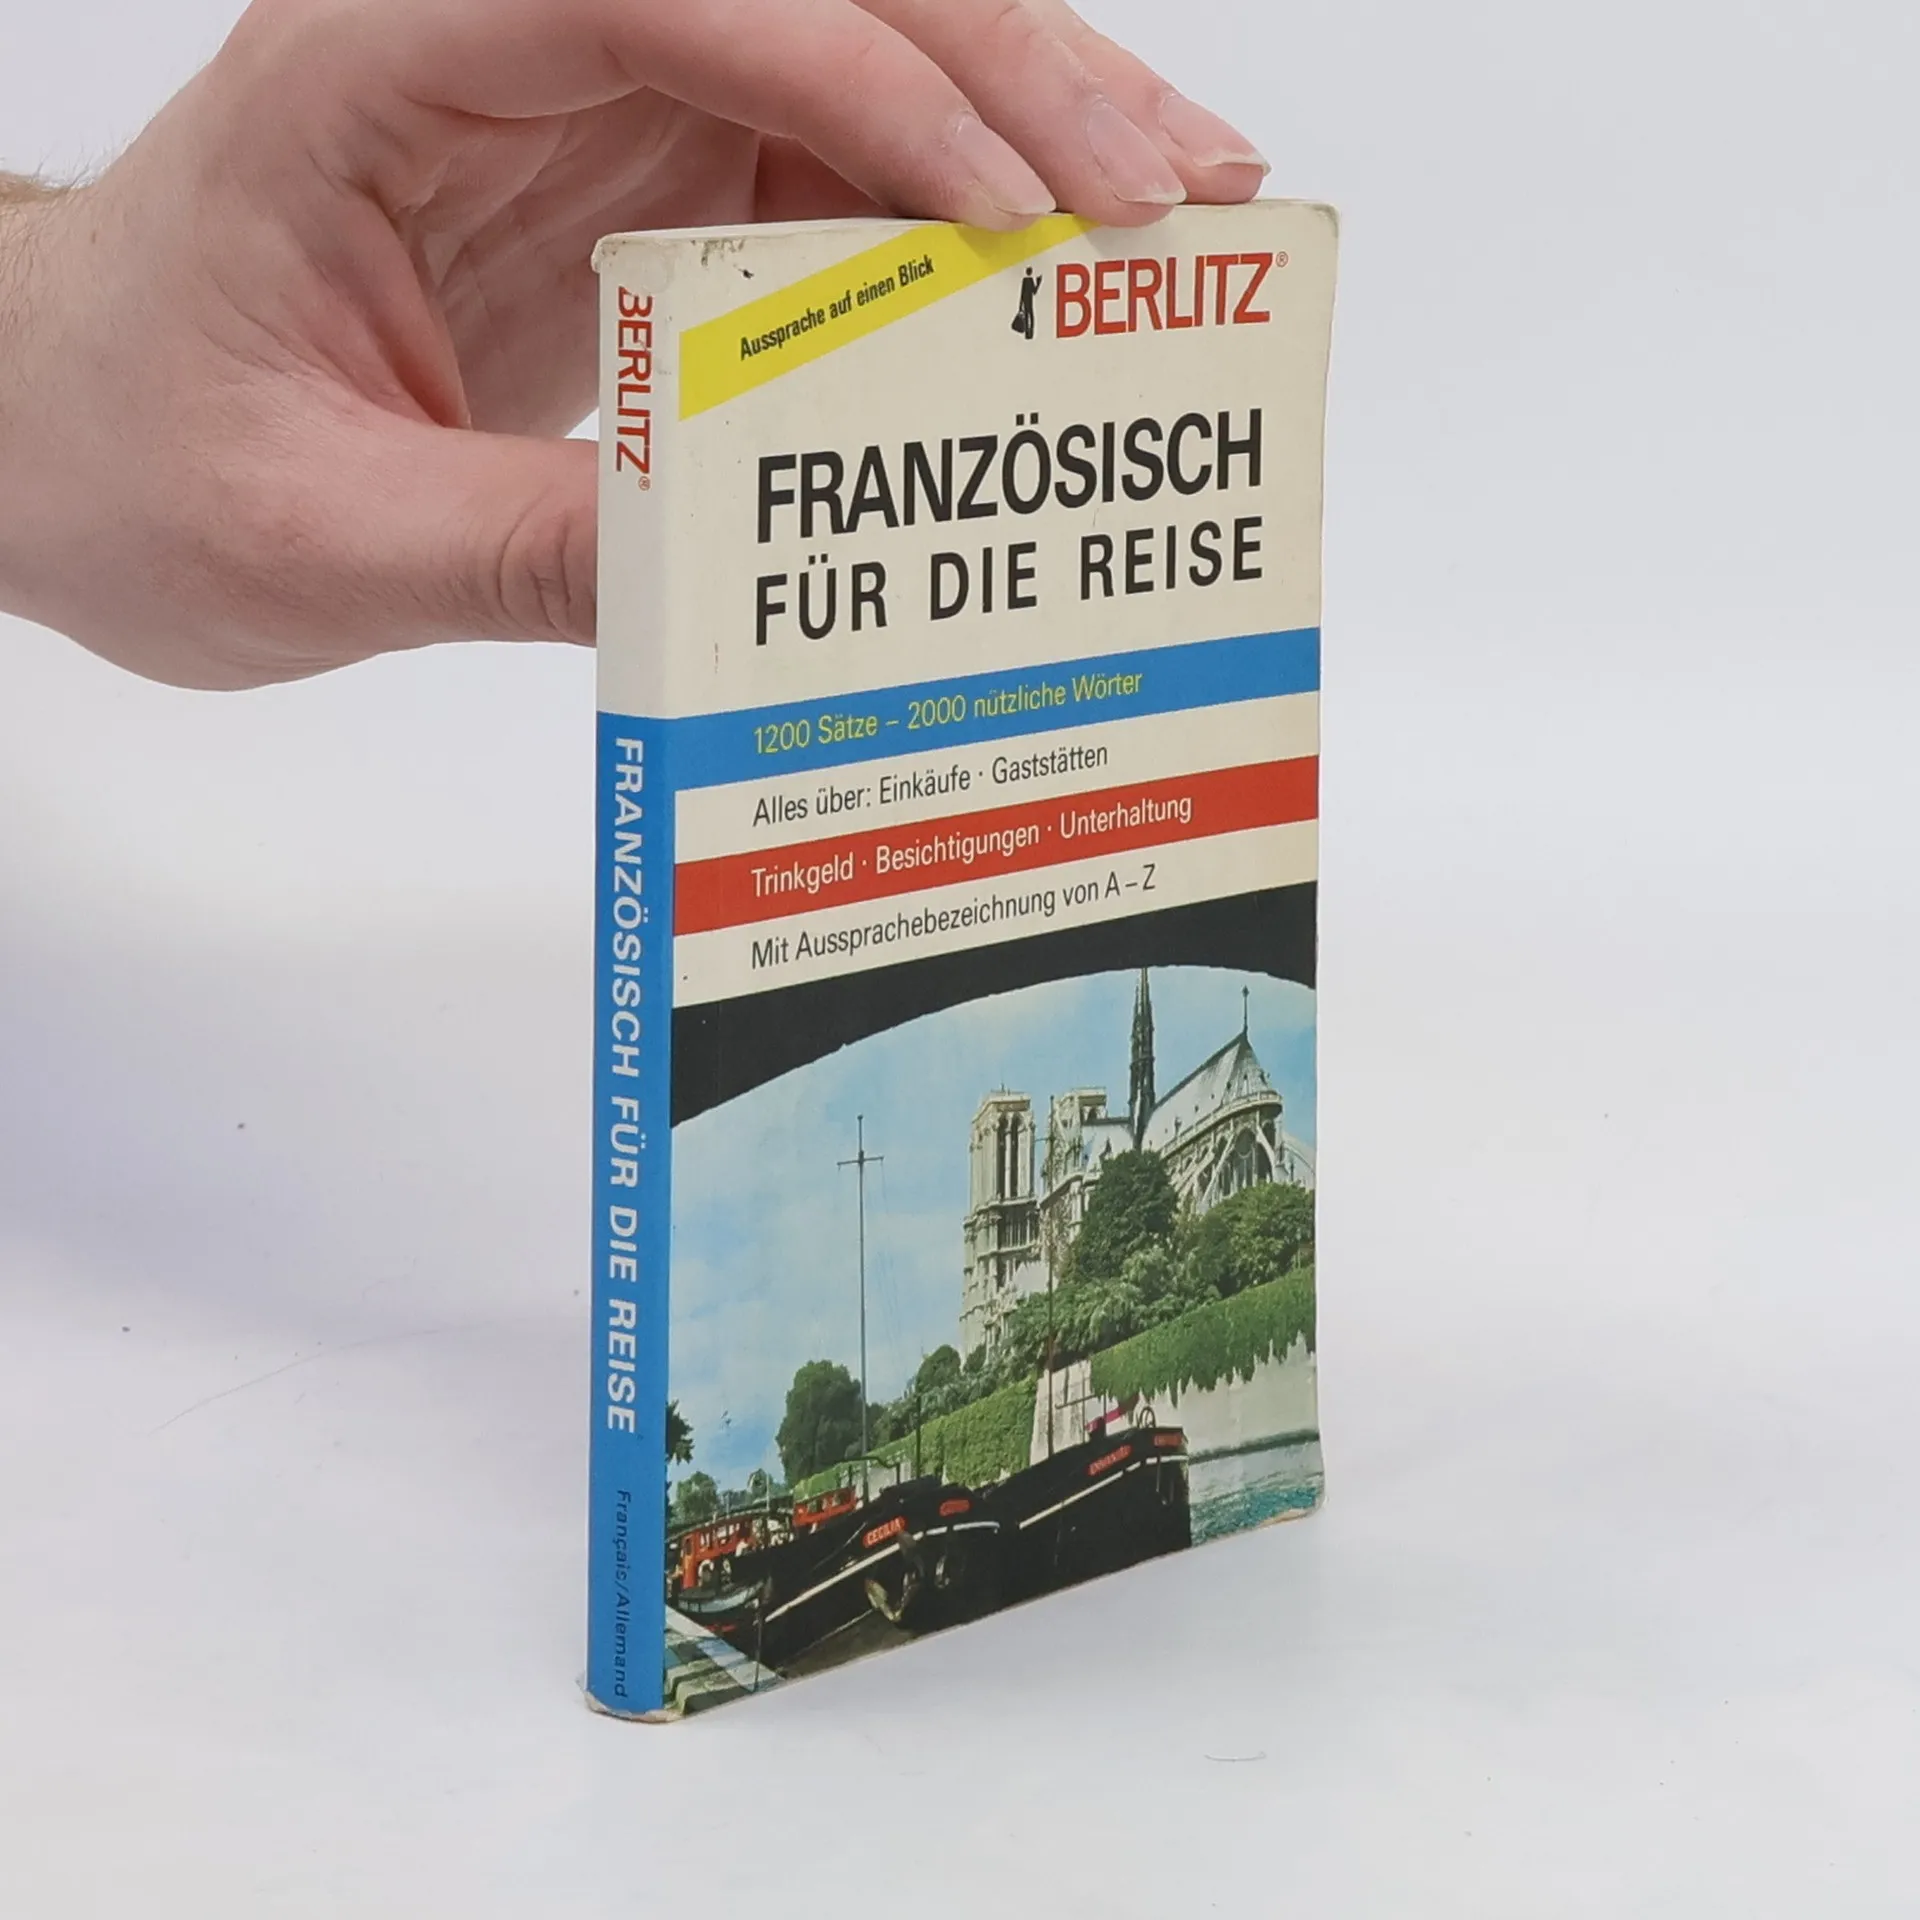 Aussprache auf einen Blick
BERLITZ®
FRANZÖSISCH
FÜR DIE REISE
1200 Sätze – 2000 nützliche Wörter
Alles über: Einkäufe · Gaststätten
Trinkgeld · Besichtigungen · Unterhaltung
Mit Aussprachebezeichnung von A – Z
CECILIA
BERLITZ®
FRANZÖSISCH FÜR DIE REISE
Français/Allemand